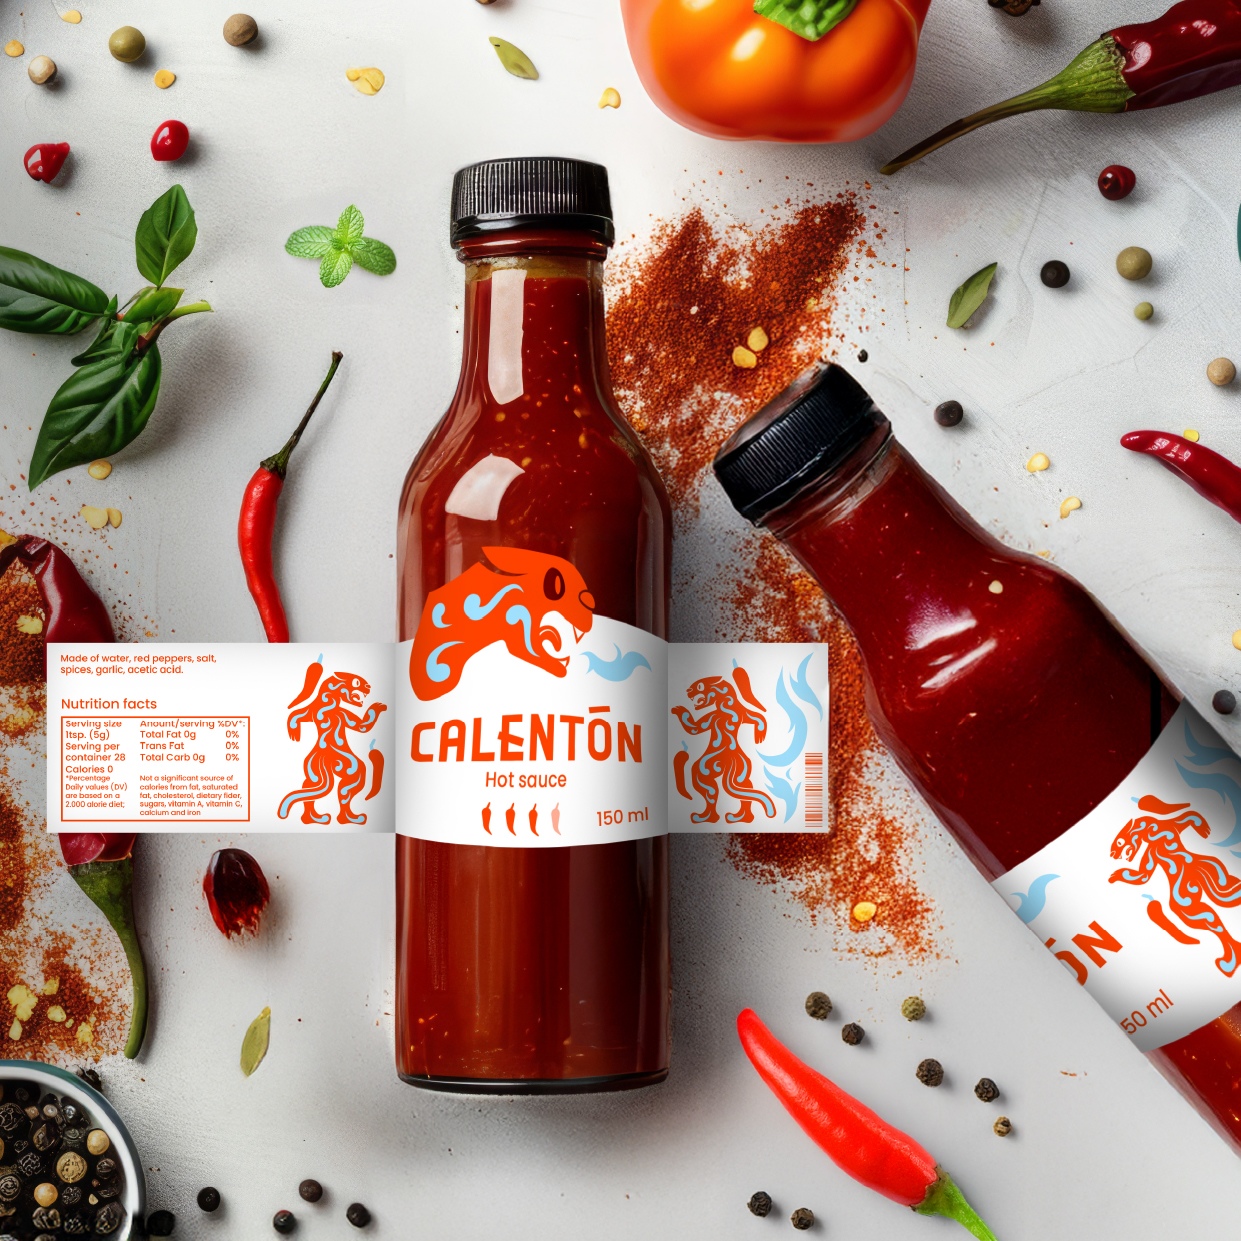 Made of water, red peppers, salt,
spices, garlic, acetic acid.
Nutrition facts
Serving size
1tsp. (5g)
Serving per
container 28
Calories 0
*Percentage
Daily values (DV)
are based on a
2.000 alorie diet;
Amount/serving %DV*:
Total Fat 0g 0%
Trans Fat 0%
Total Carb 0g 0%
Not a significant source of
calories from fat, saturated
fat, cholesterol, dietary fider,
sugars, vitamin A, vitamin C,
calcium and iron
CALENTŌN
Hot sauce
150 ml
ŌN
50 ml